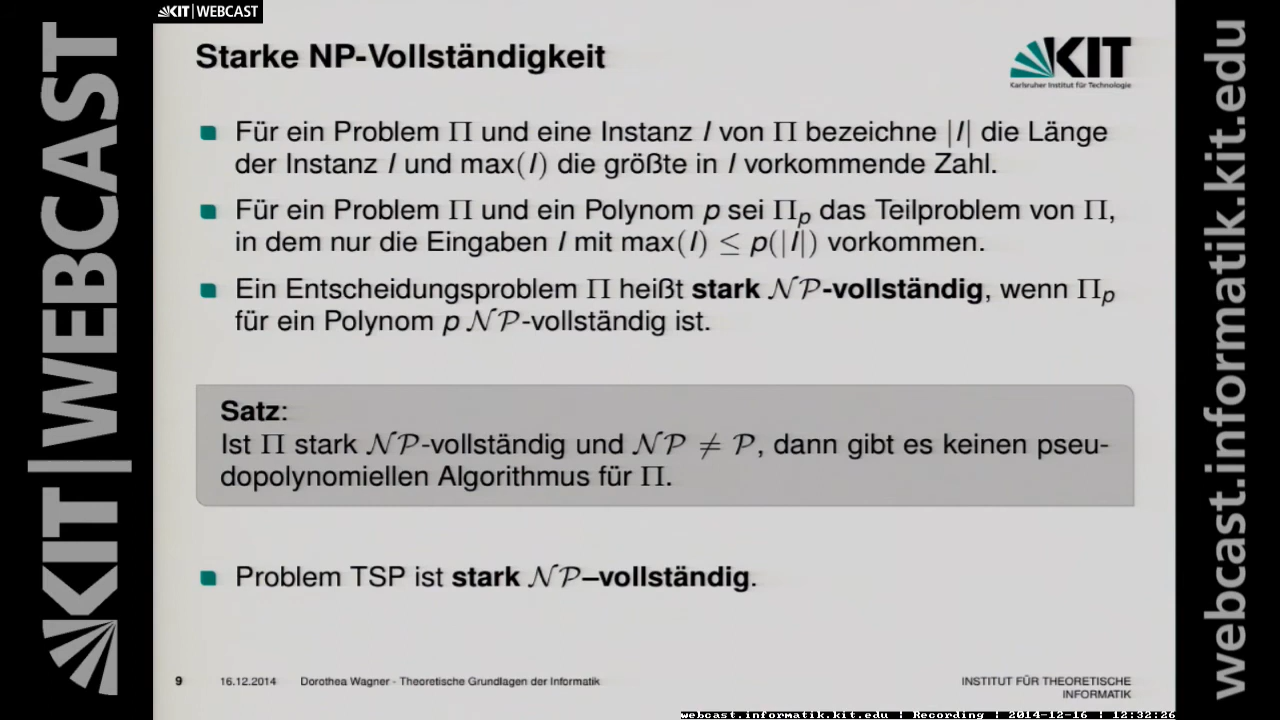 KIT | WEBCAST
KIT | WEBCAST
Starke NP-Vollständigkeit
KIT
Karlsruher Institut für Technologie
Für ein Problem Π und eine Instanz I von Π bezeichne |I| die Länge
der Instanz I und max(I) die größte in I vorkommende Zahl.
Für ein Problem Π und ein Polynom p sei Πp das Teilproblem von Π,
in dem nur die Eingaben I mit max(I) ≤ p(|I|) vorkommen.
Ein Entscheidungsproblem Π heißt stark NP-vollständig, wenn Πp
für ein Polynom p NP-vollständig ist.
Satz:
Ist Π stark NP-vollständig und NP ≠ P, dann gibt es keinen pseu-
dopolynomiellen Algorithmus für Π.
Problem TSP ist stark NP–vollständig.
9 16.12.2014 Dorothea Wagner - Theoretische Grundlagen der Informatik
INSTITUT FÜR THEORETISCHE
INFORMATIK
webcast.informatik.kit.edu | Recording | 2014-12-16 | 12:32:26
webcast.informatik.kit.edu